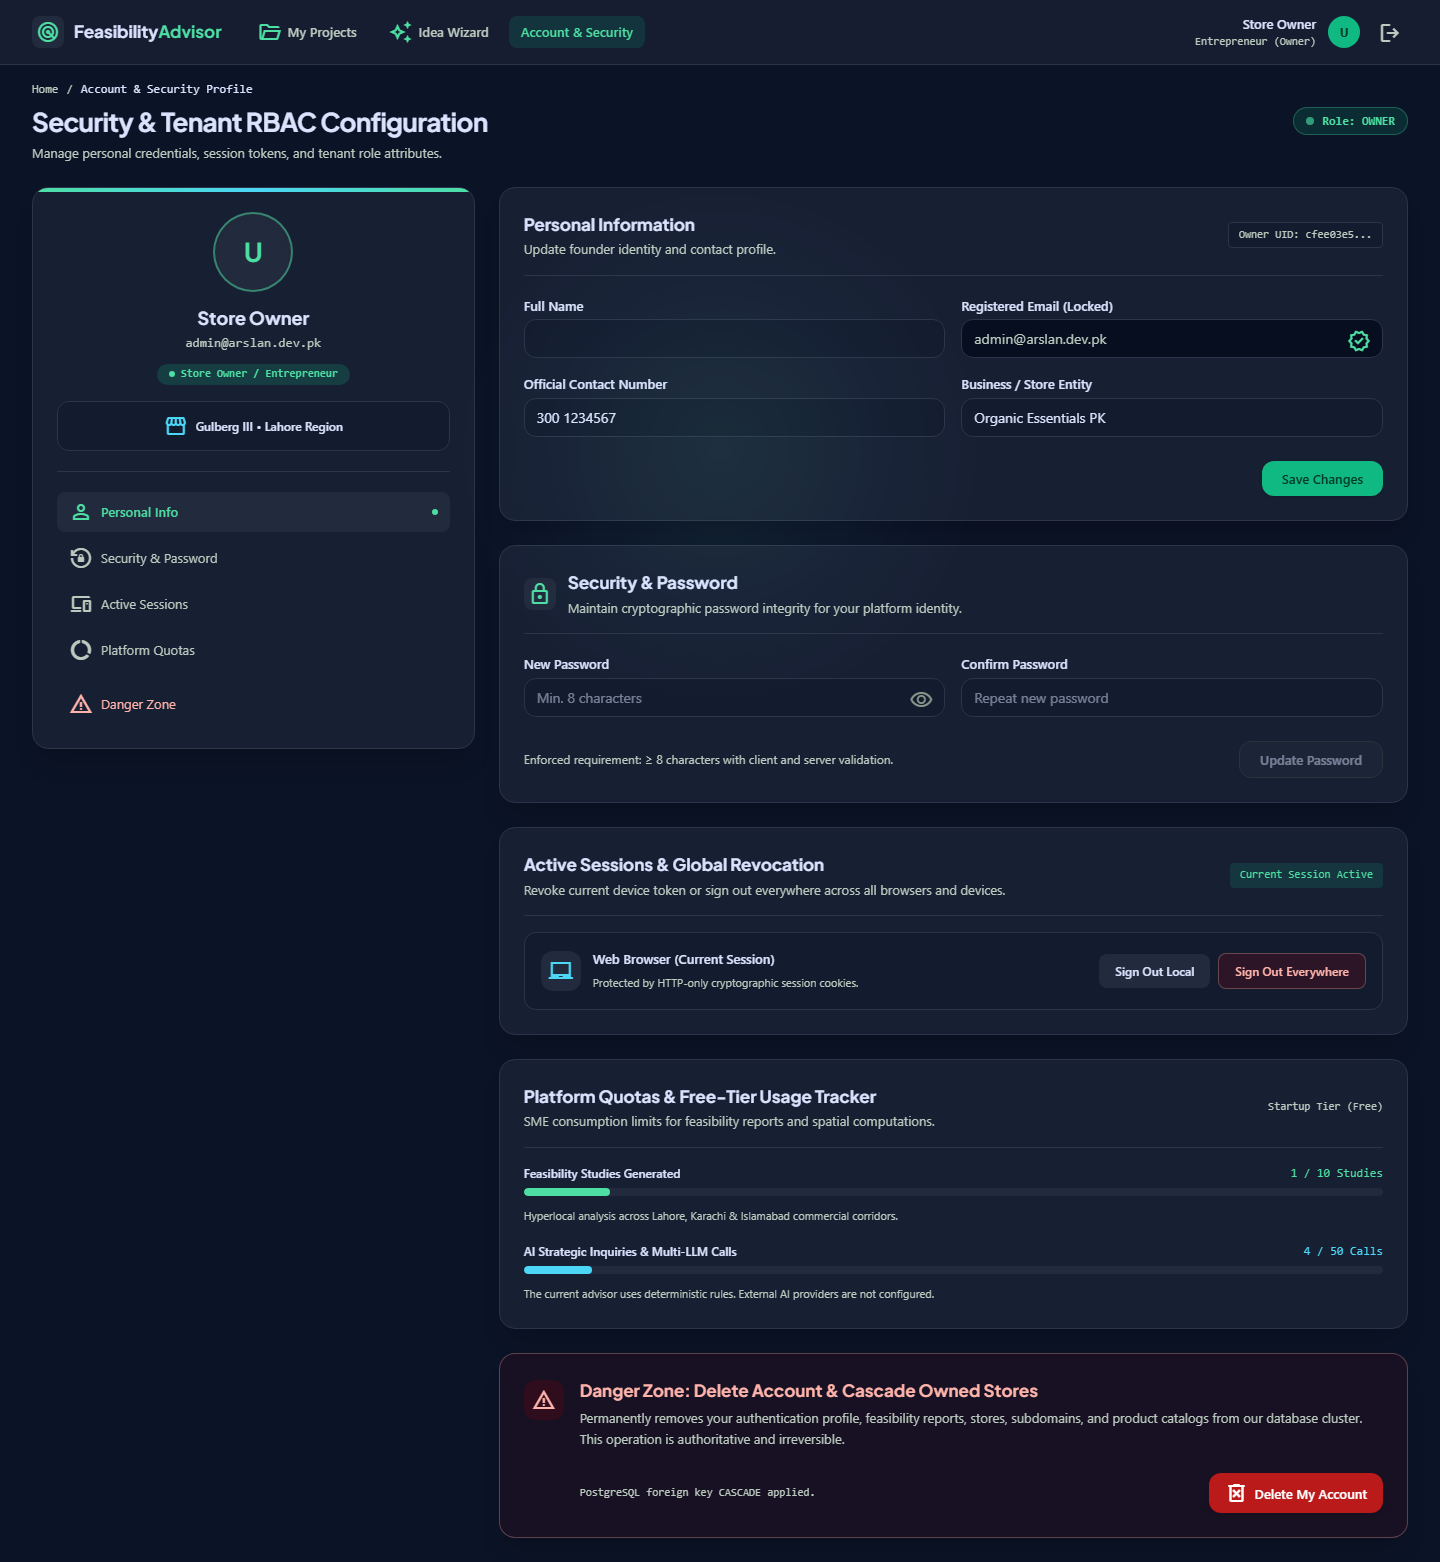 FeasibilityAdvisor
My Projects
Idea Wizard
Account & Security
Store Owner
Entrepreneur (Owner)
U
Home / Account & Security Profile
Security & Tenant RBAC Configuration
Manage personal credentials, session tokens, and tenant role attributes.
Role: OWNER
U
Store Owner
admin@arslan.dev.pk
Store Owner / Entrepreneur
Gulberg III • Lahore Region
Personal Info
Security & Password
Active Sessions
Platform Quotas
Danger Zone
Personal Information
Update founder identity and contact profile.
Owner UID: cfee03e5...
Full Name
Registered Email (Locked)
admin@arslan.dev.pk
Official Contact Number
Business / Store Entity
300 1234567
Organic Essentials PK
Save Changes
Security & Password
Maintain cryptographic password integrity for your platform identity.
New Password
Confirm Password
Min. 8 characters
Repeat new password
Enforced requirement: ≥ 8 characters with client and server validation.
Update Password
Active Sessions & Global Revocation
Revoke current device token or sign out everywhere across all browsers and devices.
Current Session Active
Web Browser (Current Session)
Protected by HTTP-only cryptographic session cookies.
Sign Out Local
Sign Out Everywhere
Platform Quotas & Free-Tier Usage Tracker
SME consumption limits for feasibility reports and spatial computations.
Startup Tier (Free)
Feasibility Studies Generated
1 / 10 Studies
Hyperlocal analysis across Lahore, Karachi & Islamabad commercial corridors.
AI Strategic Inquiries & Multi-LLM Calls
4 / 50 Calls
The current advisor uses deterministic rules. External AI providers are not configured.
Danger Zone: Delete Account & Cascade Owned Stores
Permanently removes your authentication profile, feasibility reports, stores, subdomains, and product catalogs from our database cluster.
This operation is authoritative and irreversible.
PostgreSQL foreign key CASCADE applied.
Delete My Account